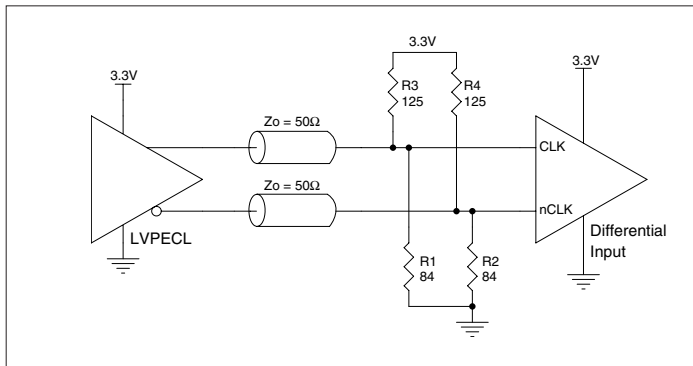 3.3V
3.3V
3.3V
R3
125
R4
125
Zo = 50Ω
Zo = 50Ω
CLK
nCLK
LVPECL
R1
84
R2
84
Differential
Input